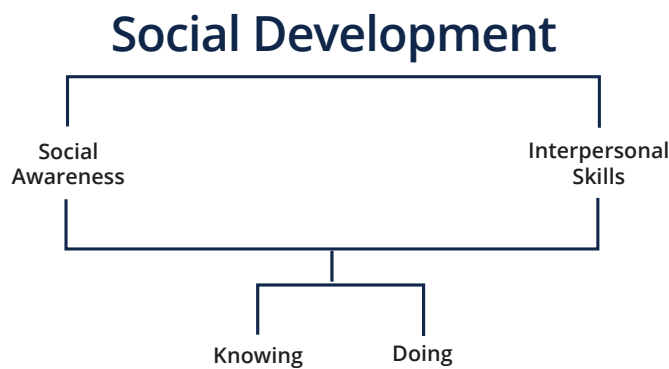 Social Development
Social
Awareness
Interpersonal
Skills
Knowing
Doing